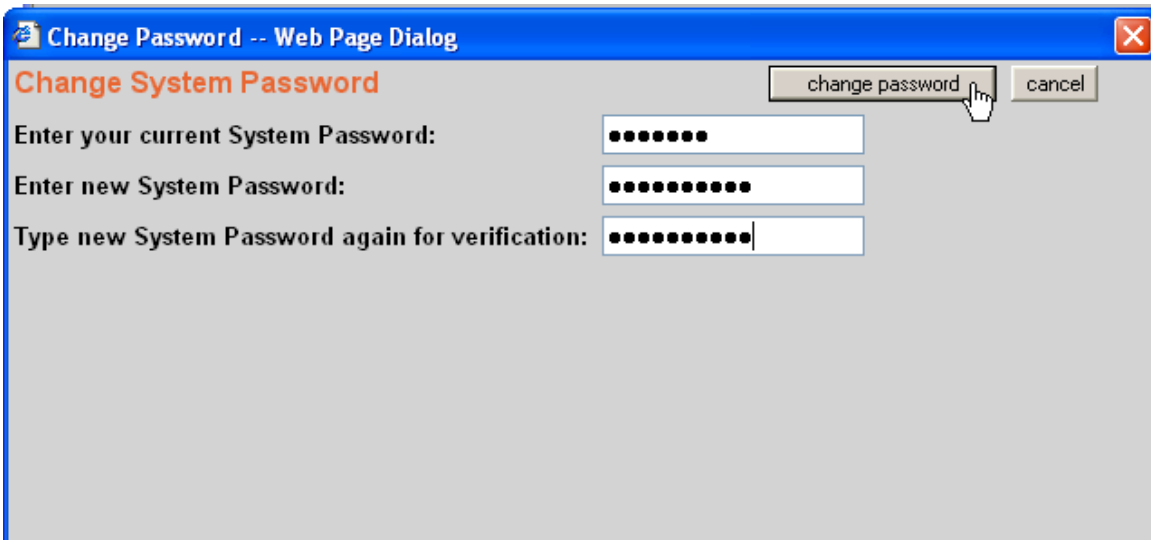 Change Password -- Web Page Dialog
Change System Password
change password
cancel
Enter your current System Password:
●●●●●●●
Enter new System Password:
●●●●●●●●●●
Type new System Password again for verification:
●●●●●●●●●●